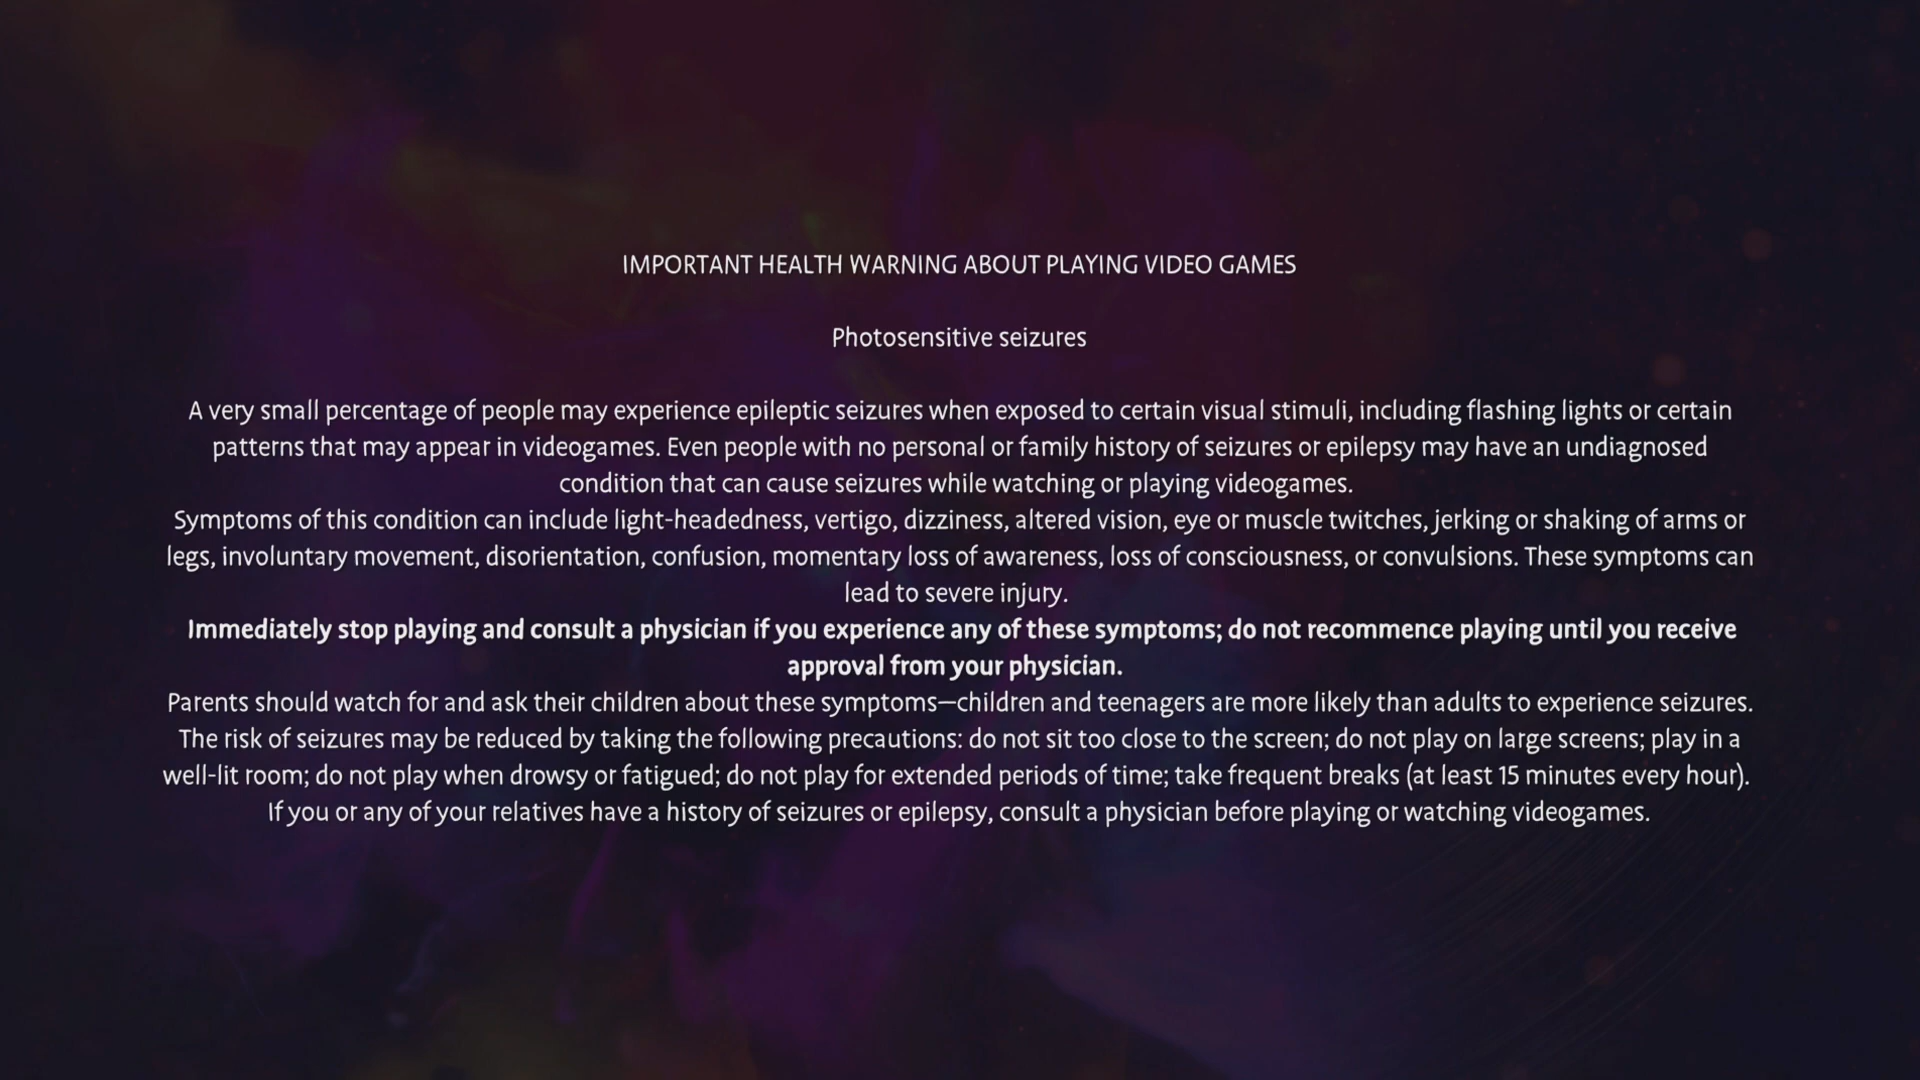 IMPORTANT HEALTH WARNING ABOUT PLAYING VIDEO GAMES
Photosensitive seizures
A very small percentage of people may experience epileptic seizures when exposed to certain visual stimuli, including flashing lights or certain
patterns that may appear in videogames. Even people with no personal or family history of seizures or epilepsy may have an undiagnosed
condition that can cause seizures while watching or playing videogames.
Symptoms of this condition can include light-headedness, vertigo, dizziness, altered vision, eye or muscle twitches, jerking or shaking of arms or
legs, involuntary movement, disorientation, confusion, momentary loss of awareness, loss of consciousness, or convulsions. These symptoms can
lead to severe injury.
Immediately stop playing and consult a physician if you experience any of these symptoms; do not recommence playing until you receive
approval from your physician.
Parents should watch for and ask their children about these symptoms—children and teenagers are more likely than adults to experience seizures.
The risk of seizures may be reduced by taking the following precautions: do not sit too close to the screen; do not play on large screens; play in a
well-lit room; do not play when drowsy or fatigued; do not play for extended periods of time; take frequent breaks (at least 15 minutes every hour).
If you or any of your relatives have a history of seizures or epilepsy, consult a physician before playing or watching videogames.